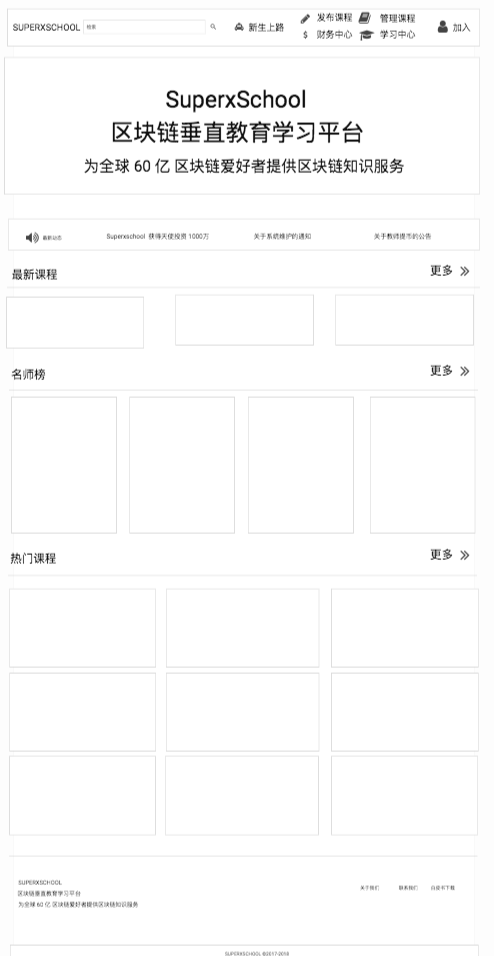 SUPERXSCHOOL 检索 新生上路 发布课程 管理课程 加入
财务中心 学习中心
SuperxSchool
区块链垂直教育学习平台
为全球 60 亿 区块链爱好者提供区块链知识服务
最新动态 Superxschool 获得天使投资 1000万 关于系统维护的通知 关于教师提币的公告
最新课程 更多
名师榜 更多
热门课程 更多
SUPERXSCHOOL
区块链垂直教育学习平台 关于我们 联系我们 白皮书下载
为全球 60 亿 区块链爱好者提供区块链知识服务
SUPERXSCHOOL ©2017-2018